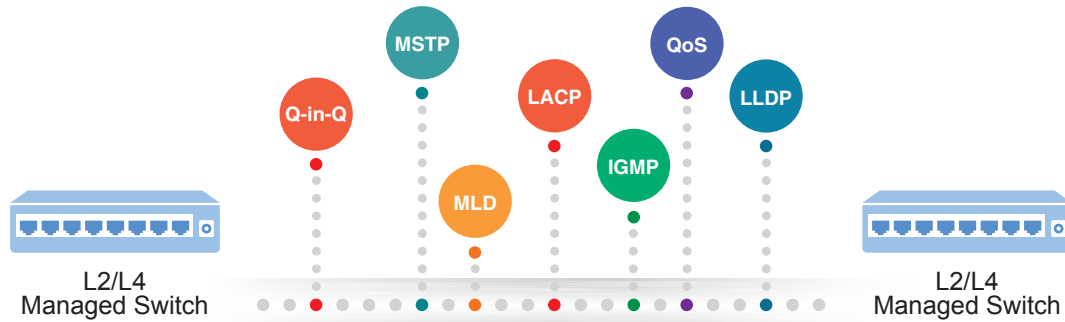 MSTP
QoS
Q-in-Q
LACP
LLDP
MLD
IGMP
L2/L4
Managed Switch
L2/L4
Managed Switch